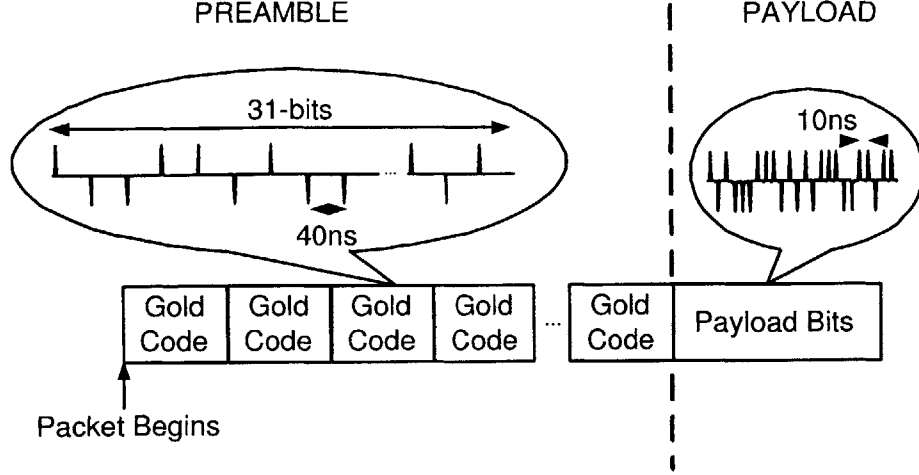 PREAMBLE
PAYLOAD
31-bits
10ns
...
40ns
Gold Code
Gold Code
Gold Code
Gold Code
...
Gold Code
Payload Bits
Packet Begins